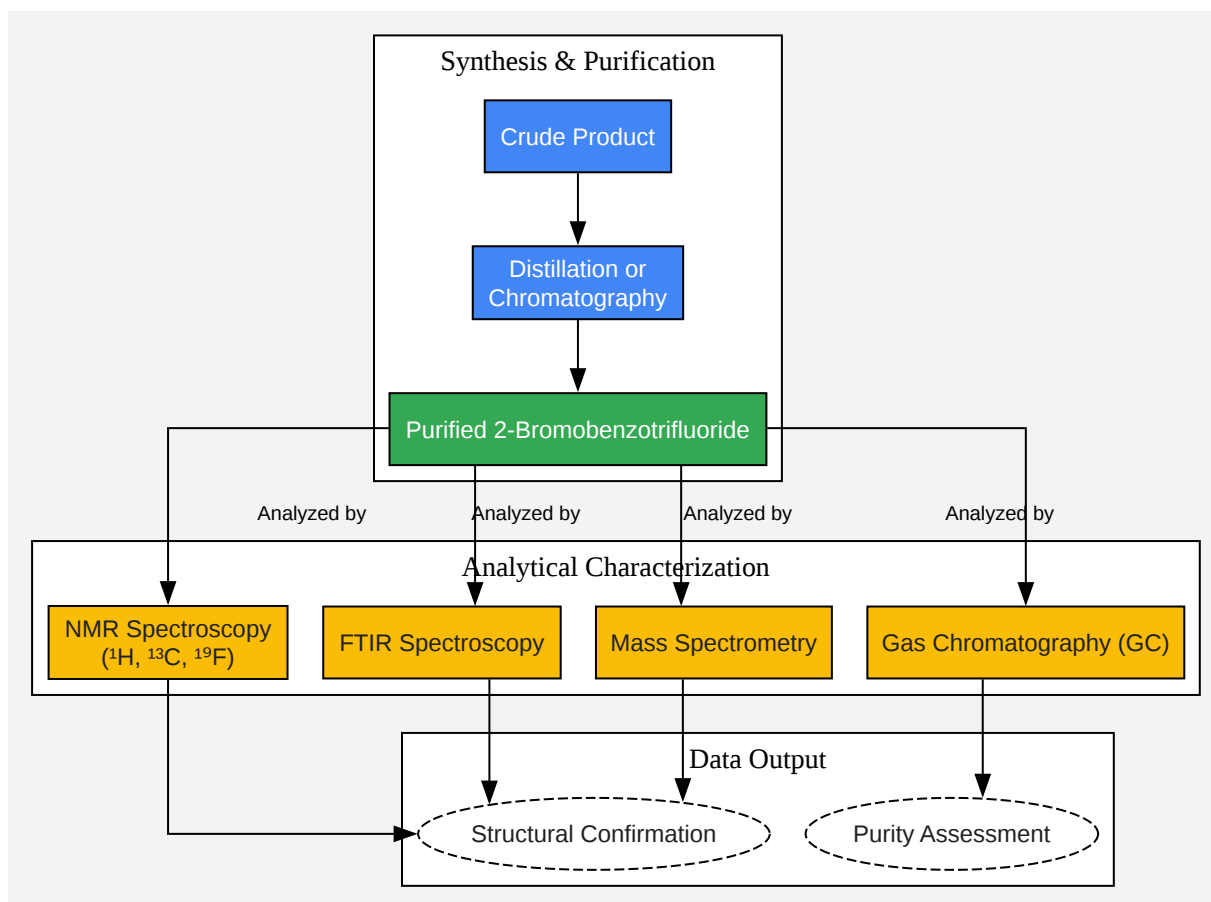 Synthesis & Purification
Crude Product
Distillation or
Chromatography
Purified 2-Bromobenzotrifluoride
Analyzed by
Analyzed by
Analyzed by
Analyzed by
Analytical Characterization
NMR Spectroscopy
(¹H, ¹³C, ¹⁹F)
FTIR Spectroscopy
Mass Spectrometry
Gas Chromatography (GC)
Data Output
Structural Confirmation
Purity Assessment